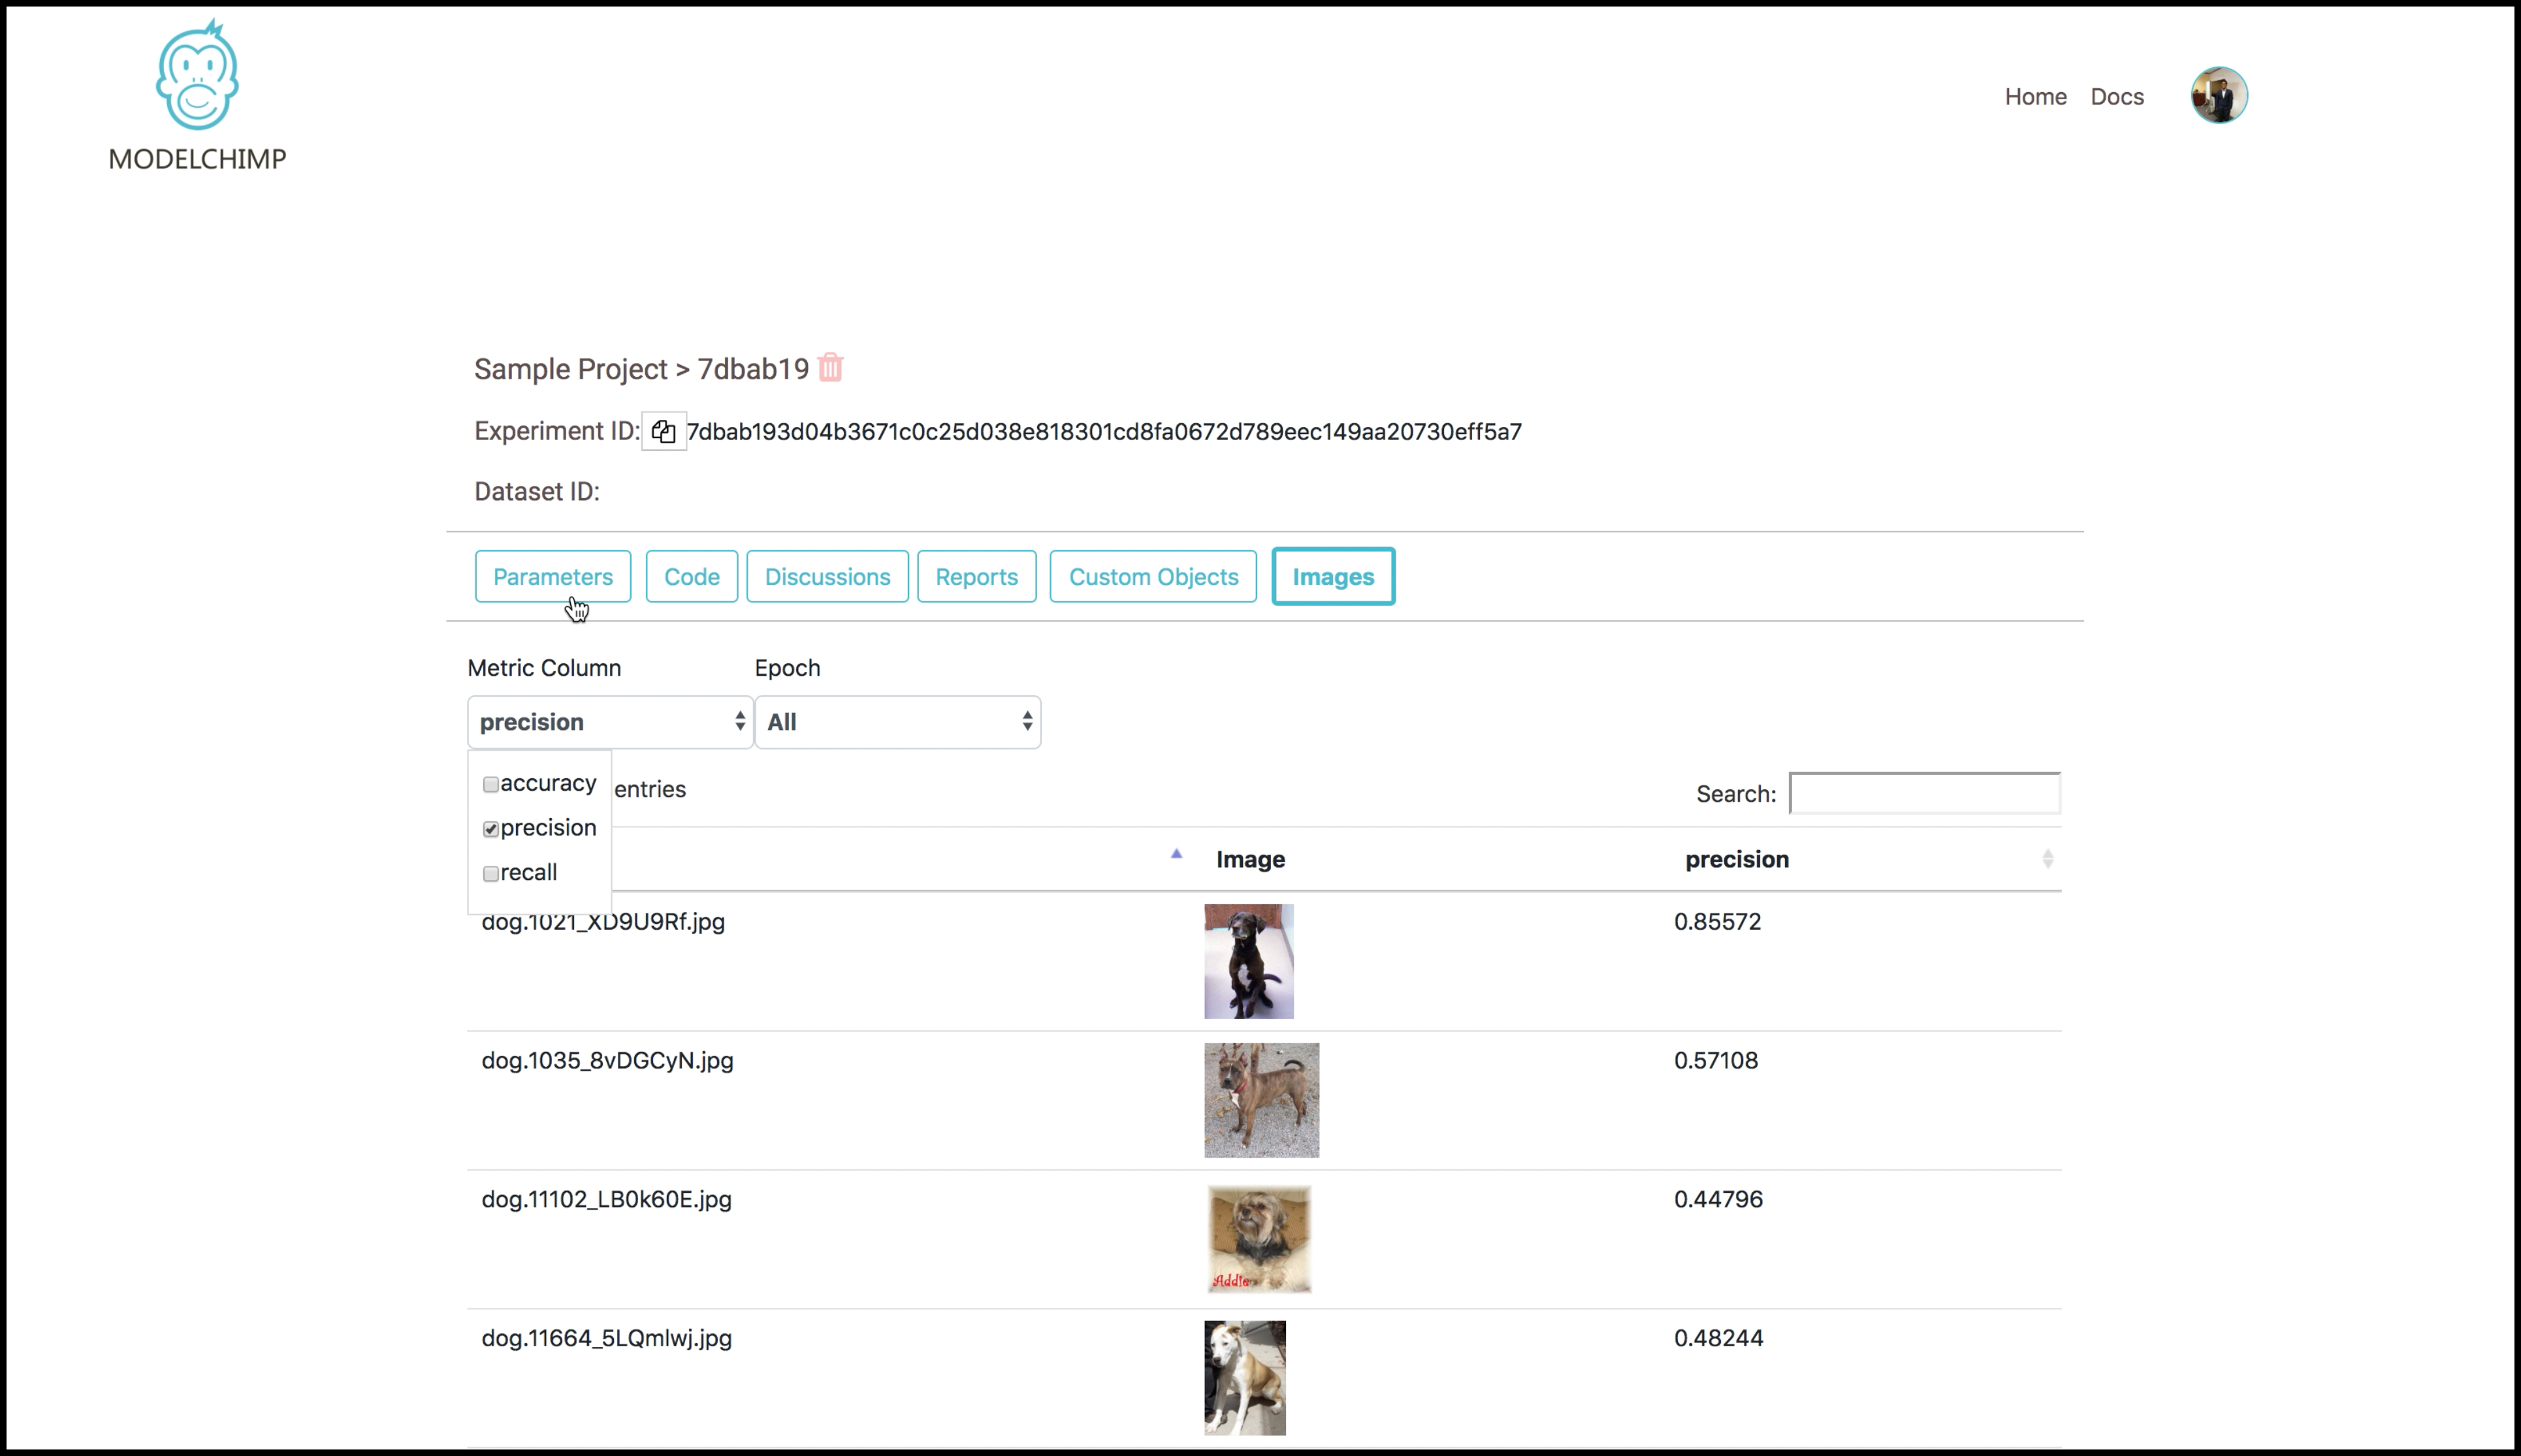 MODELCHIMP
Home Docs
Sample Project > 7dbab19
Experiment ID: 7dbab193d04b3671c0c25d038e818301cd8fa0672d789eec149aa20730eff5a7
Dataset ID:
Parameters Code Discussions Reports Custom Objects Images
Metric Column Epoch
precision All
accuracy
precision
recall
entries Search:
Image precision
dog.1021_XD9U9Rf.jpg 0.85572
dog.1035_8vDGCyN.jpg 0.57108
dog.11102_LB0k60E.jpg 0.44796
Addie
dog.11664_5LQmlwj.jpg 0.48244